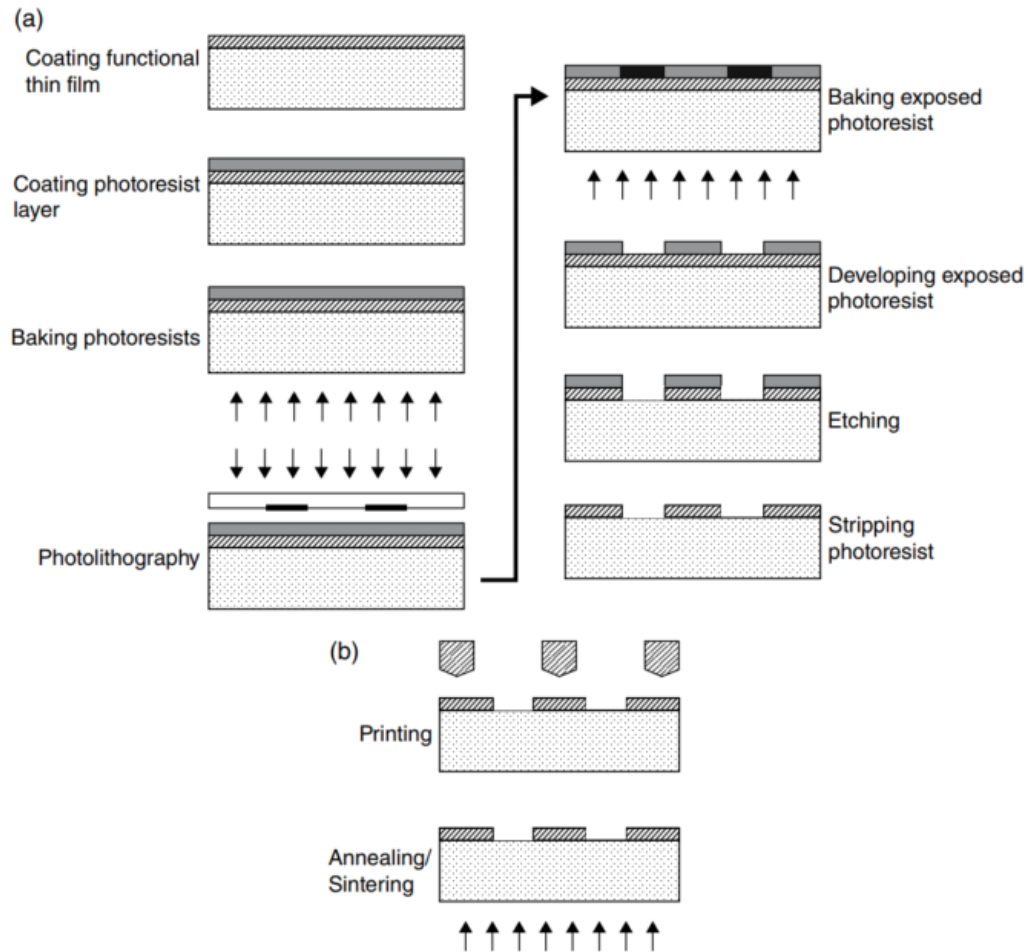 (a)
Coating functional
thin film
Coating photoresist
layer
Baking photoresists
Photolithography
Baking exposed
photoresist
Developing exposed
photoresist
Etching
Stripping
photoresist
(b)
Printing
Annealing/
Sintering